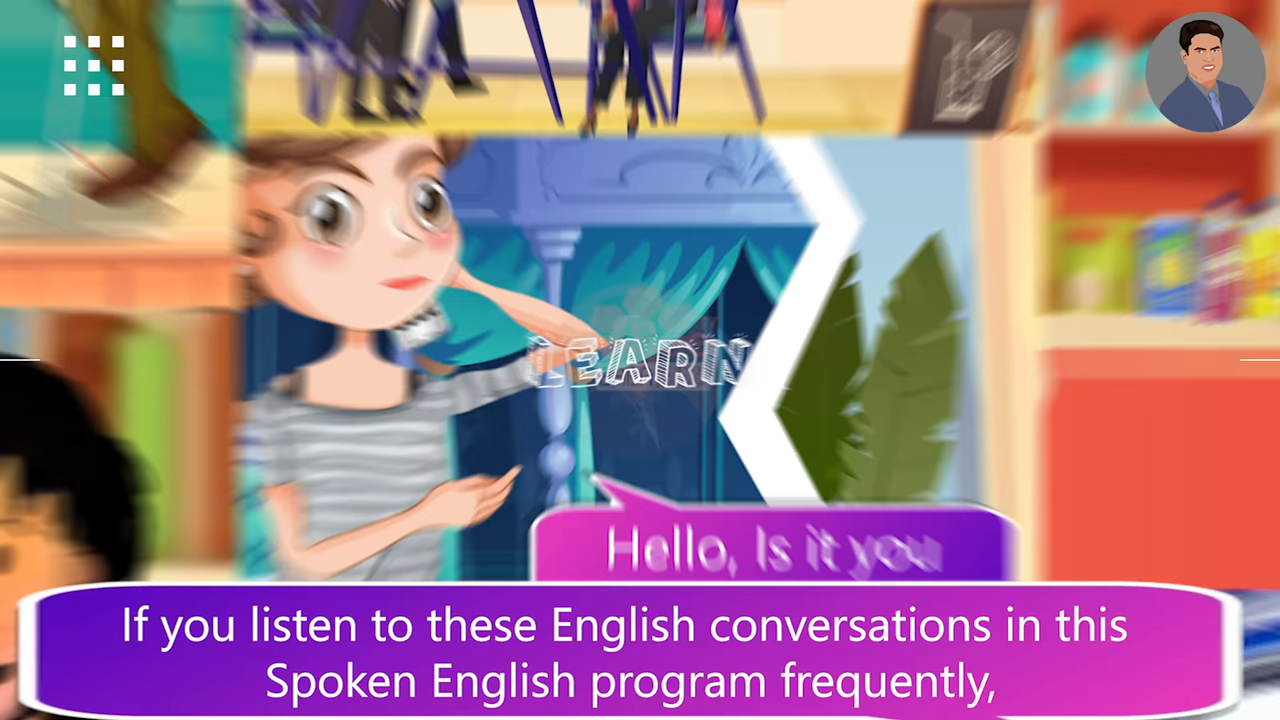 LEARN
Hello, Is it you
If you listen to these English conversations in this
Spoken English program frequently,